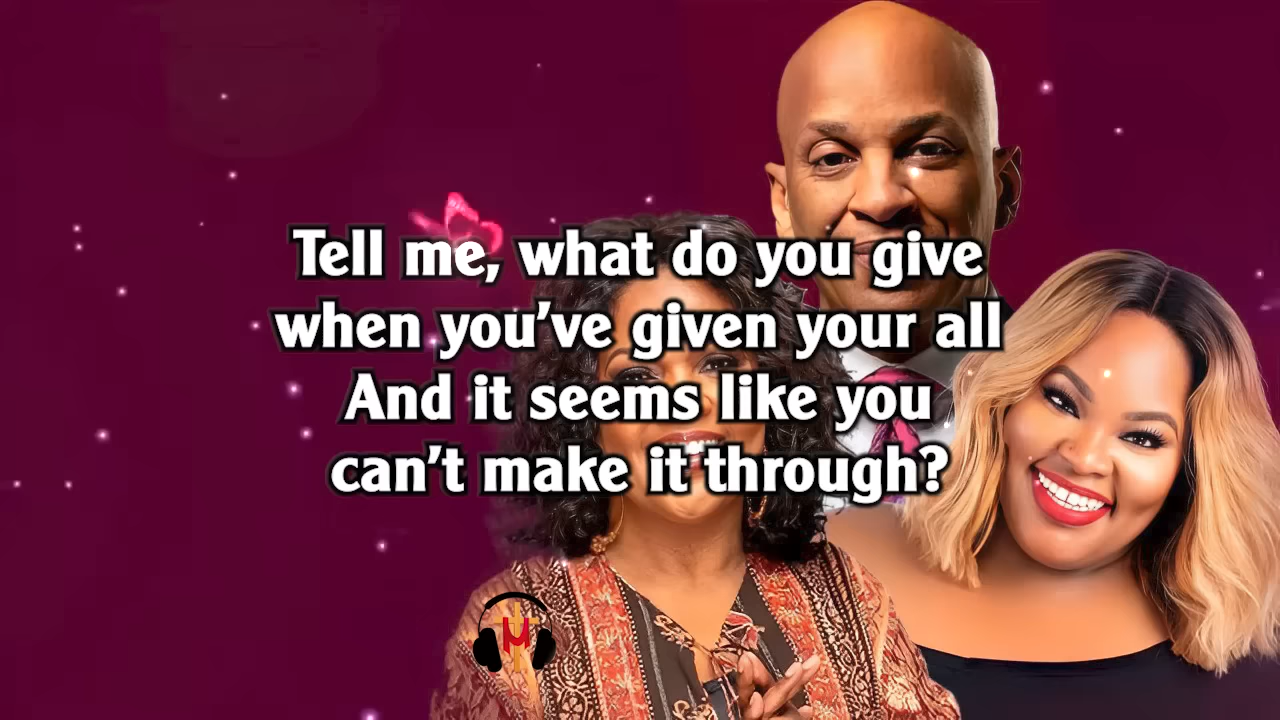 Tell me, what do you give
when you've given your all
And it seems like you
can't make it through?